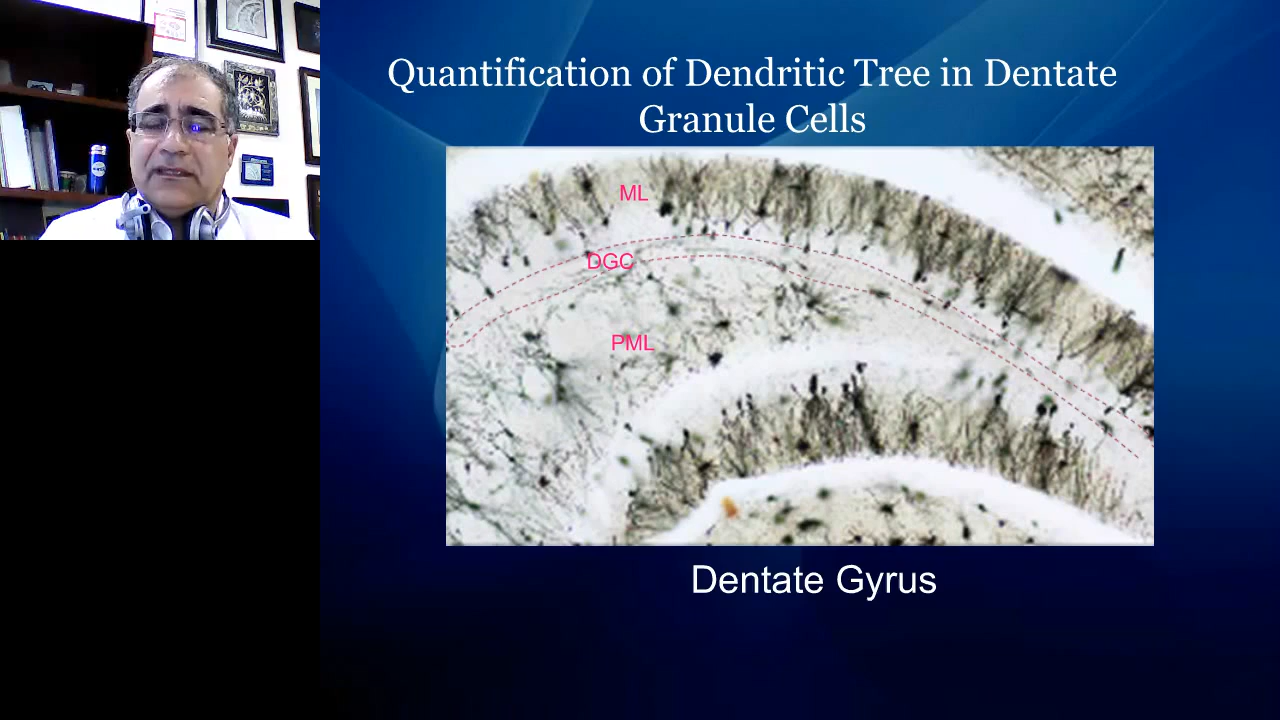 Quantification of Dendritic Tree in Dentate
Granule Cells
ML
DGC
PML
Dentate Gyrus